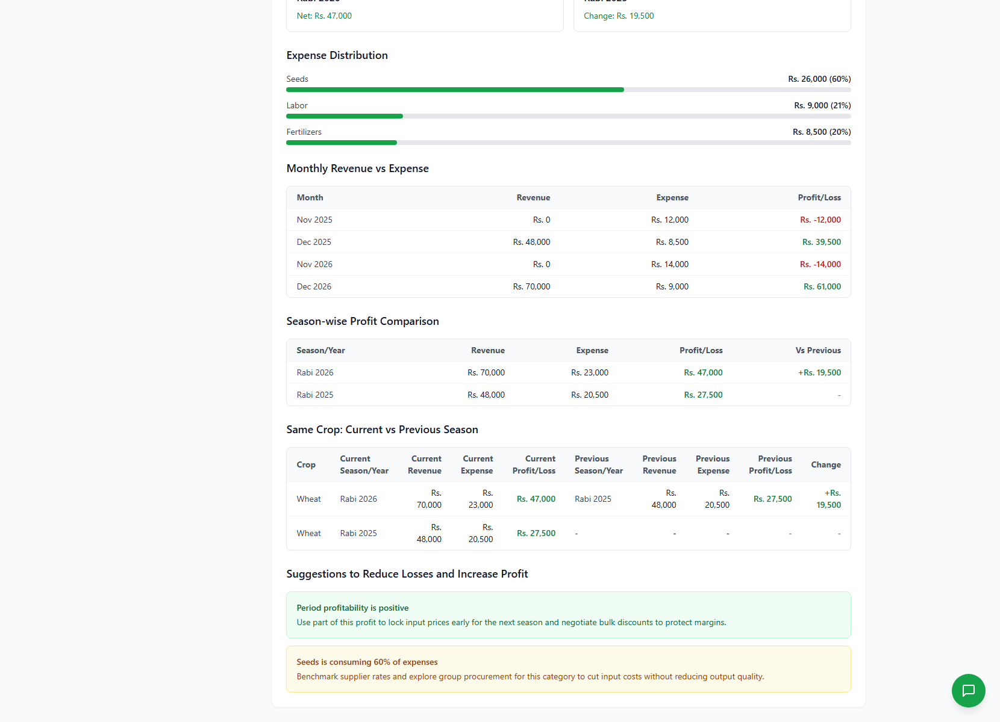 Rabi 2026
Rabi 2025
Net: Rs. 47,000
Change: Rs. 19,500
Expense Distribution
Seeds Rs. 26,000 (60%)
Labor Rs. 9,000 (21%)
Fertilizers Rs. 8,500 (20%)
Monthly Revenue vs Expense
Month Revenue Expense Profit/Loss
Nov 2025 Rs. 0 Rs. 12,000 Rs. -12,000
Dec 2025 Rs. 48,000 Rs. 8,500 Rs. 39,500
Nov 2026 Rs. 0 Rs. 14,000 Rs. -14,000
Dec 2026 Rs. 70,000 Rs. 9,000 Rs. 61,000
Season-wise Profit Comparison
Season/Year Revenue Expense Profit/Loss Vs Previous
Rabi 2026 Rs. 70,000 Rs. 23,000 Rs. 47,000 +Rs. 19,500
Rabi 2025 Rs. 48,000 Rs. 20,500 Rs. 27,500 -
Same Crop: Current vs Previous Season
Crop Current Season/Year Current Revenue Current Expense Current Profit/Loss Previous Season/Year Previous Revenue Previous Expense Previous Profit/Loss Change
Wheat Rabi 2026 Rs. 70,000 Rs. 23,000 Rs. 47,000 Rabi 2025 Rs. 48,000 Rs. 20,500 Rs. 27,500 +Rs. 19,500
Wheat Rabi 2025 Rs. 48,000 Rs. 20,500 Rs. 27,500 - - - - -
Suggestions to Reduce Losses and Increase Profit
Period profitability is positive
Use part of this profit to lock input prices early for the next season and negotiate bulk discounts to protect margins.
Seeds is consuming 60% of expenses
Benchmark supplier rates and explore group procurement for this category to cut input costs without reducing output quality.